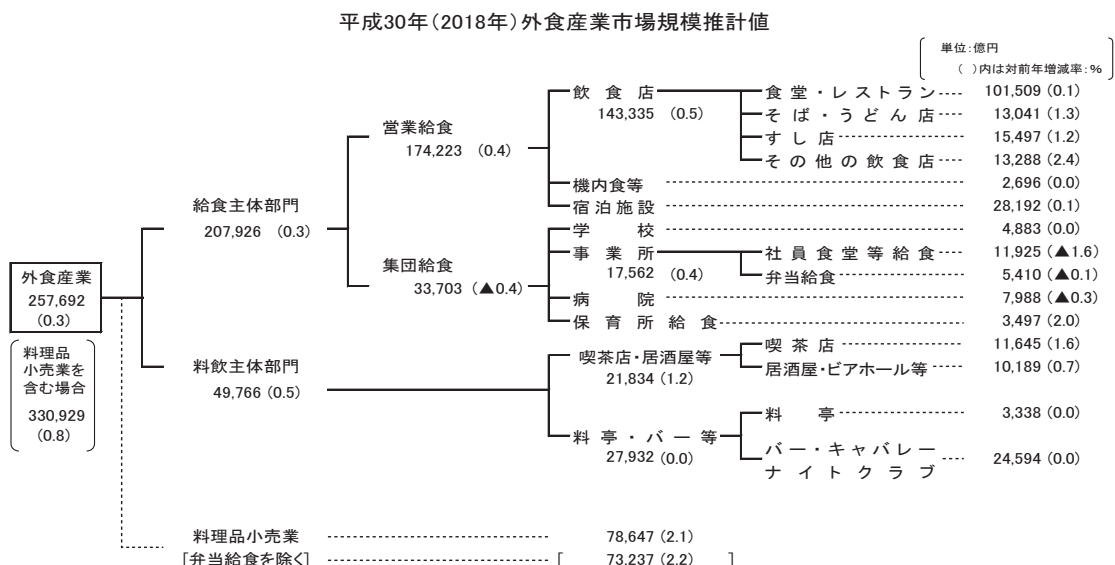 平成30年(2018年)外食産業市場規模推計値
単位:億円
( )内は対前年増減率:%
外食産業
257,692
(0.3)
料理品
小売業を
含む場合
330,929
(0.8)
給食主体部門
207,926 (0.3)
営業給食
174,223 (0.4)
飲食店
143,335 (0.5)
食堂・レストラン 101,509 (0.1)
そば・うどん店 13,041 (1.3)
すし店 15,497 (1.2)
その他の飲食店 13,288 (2.4)
機内食等 2,696 (0.0)
宿泊施設 28,192 (0.1)
集団給食
33,703 (▲0.4)
学校 4,883 (0.0)
事業所
17,562 (0.4)
社員食堂等給食 11,925 (▲1.6)
弁当給食 5,410 (▲0.1)
病院 7,988 (▲0.3)
保育所給食 3,497 (2.0)
料飲主体部門
49,766 (0.5)
喫茶店・居酒屋等
21,834 (1.2)
喫茶店 11,645 (1.6)
居酒屋・ビアホール等 10,189 (0.7)
料亭・バー等
27,932 (0.0)
料亭 3,338 (0.0)
バー・キャバレー
ナイトクラブ 24,594 (0.0)
料理品小売業 78,647 (2.1)
[弁当給食を除く] [ 73,237 (2.2) ]